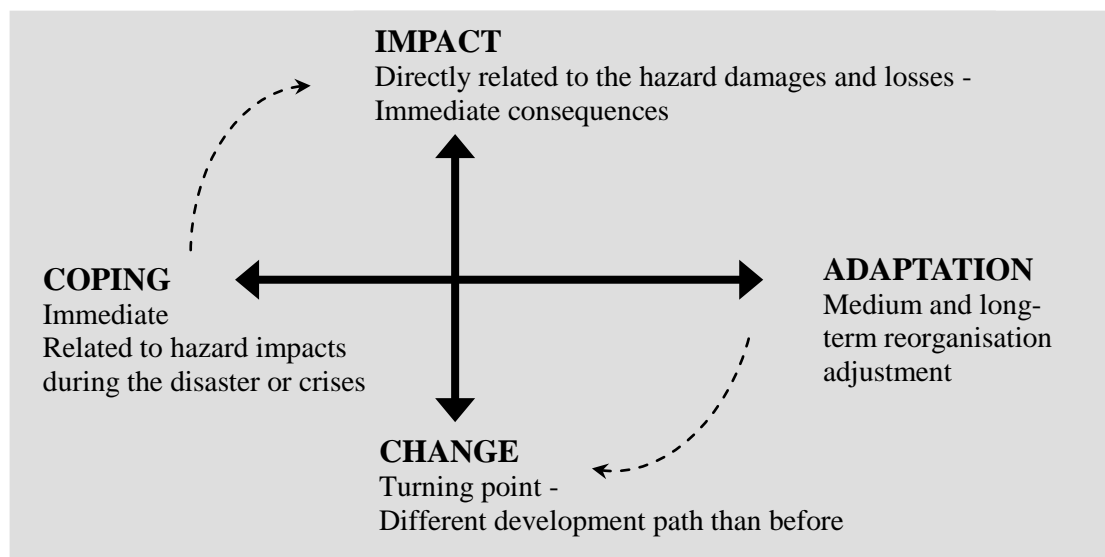 IMPACT
Directly related to the hazard damages and losses -
Immediate consequences
COPING
Immediate
Related to hazard impacts
during the disaster or crises
ADAPTATION
Medium and long-
term reorganisation
adjustment
CHANGE
Turning point -
Different development path than before